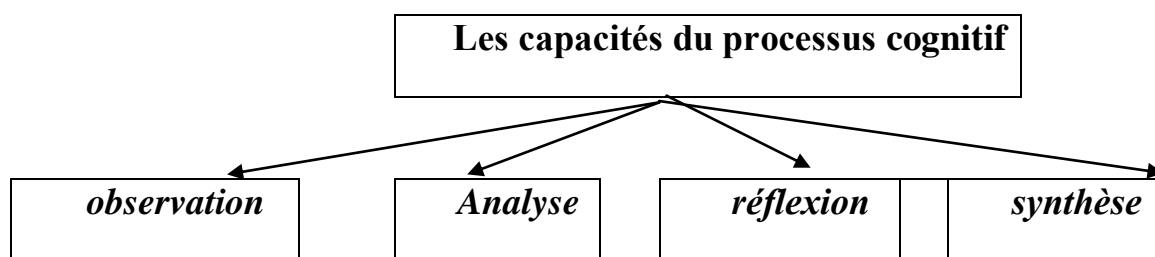 Les capacités du processus cognitif
observation
Analyse
réflexion
synthèse